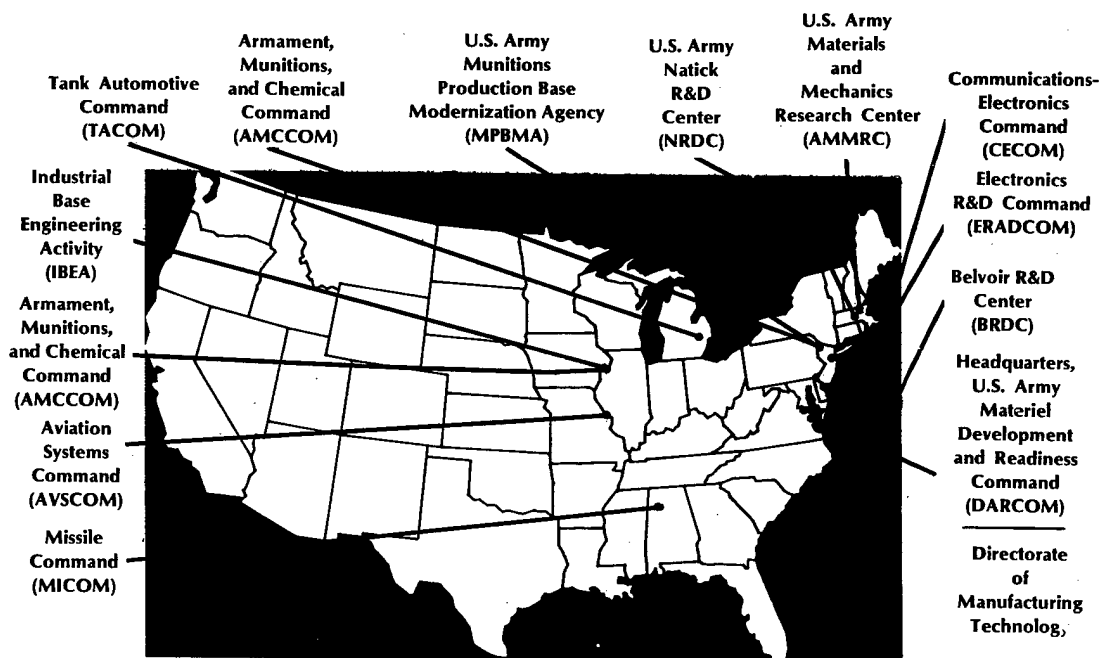 Tank Automotive
Command
(TACOM)
Armament,
Munitions,
and Chemical
Command
(AMCCOM)
U.S. Army
Munitions
Production Base
Modernization Agency
(MPBMA)
U.S. Army
Natick
R&D
Center
(NRDC)
U.S. Army
Materials
and
Mechanics
Research Center
(AMMRC)
Communications-
Electronics
Command
(CECOM)
Electronics
R&D Command
(ERADCOM)
Belvoir R&D
Center
(BRDC)
Headquarters,
U.S. Army
Materiel
Development
and Readiness
Command
(DARCOM)
Directorate
of
Manufacturing
Technolog,
Industrial
Base
Engineering
Activity
(IBEA)
Armament,
Munitions,
and Chemical
Command
(AMCCOM)
Aviation
Systems
Command
(AVSCOM)
Missile
Command
(MICOM)